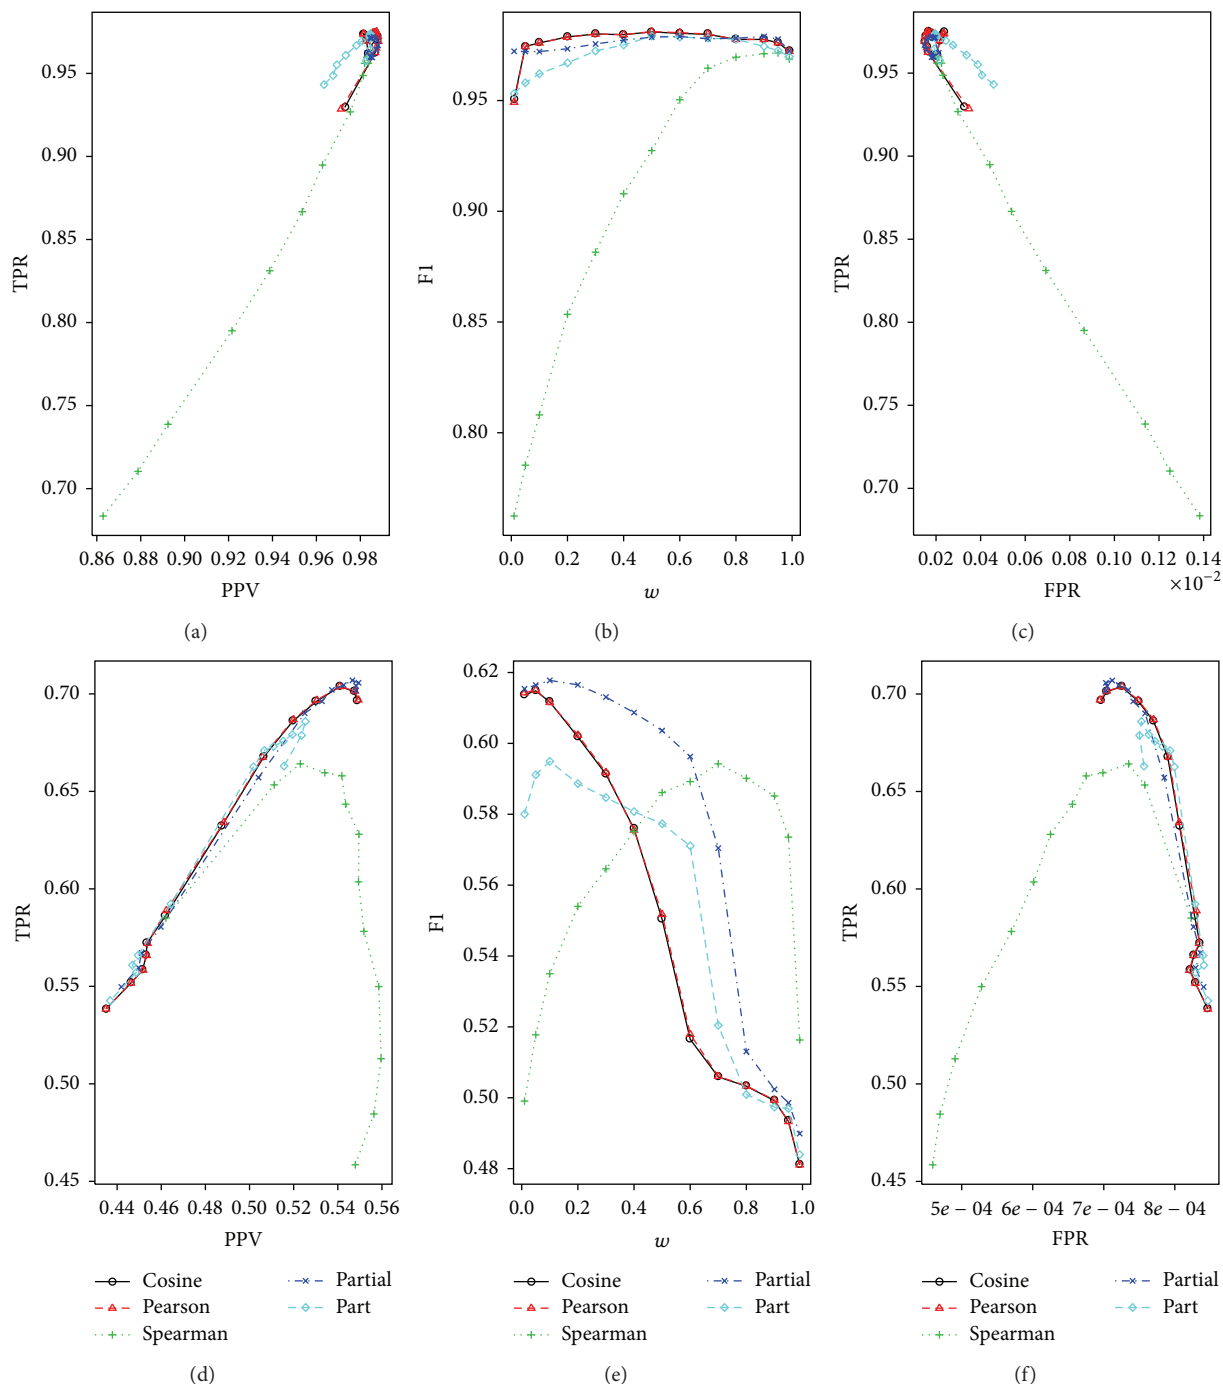 0.95
0.90
0.85
0.80
0.75
0.70
TPR
0.86 0.88 0.90 0.92 0.94 0.96 0.98
PPV
(a)
0.95
0.90
0.85
0.80
F1
0.0 0.2 0.4 0.6 0.8 1.0
w
(b)
0.95
0.90
0.85
0.80
0.75
0.70
TPR
0.02 0.04 0.06 0.08 0.10 0.12 0.14
×10−2
FPR
(c)
0.70
0.65
0.60
0.55
0.50
0.45
TPR
0.44 0.46 0.48 0.50 0.52 0.54 0.56
PPV
Cosine
Pearson
Spearman
Partial
Part
(d)
0.62
0.60
0.58
0.56
0.54
0.52
0.50
0.48
F1
0.0 0.2 0.4 0.6 0.8 1.0
w
Cosine
Pearson
Spearman
Partial
Part
(e)
0.70
0.65
0.60
0.55
0.50
0.45
TPR
5e − 04 6e − 04 7e − 04 8e − 04
FPR
Cosine
Pearson
Spearman
Partial
Part
(f)